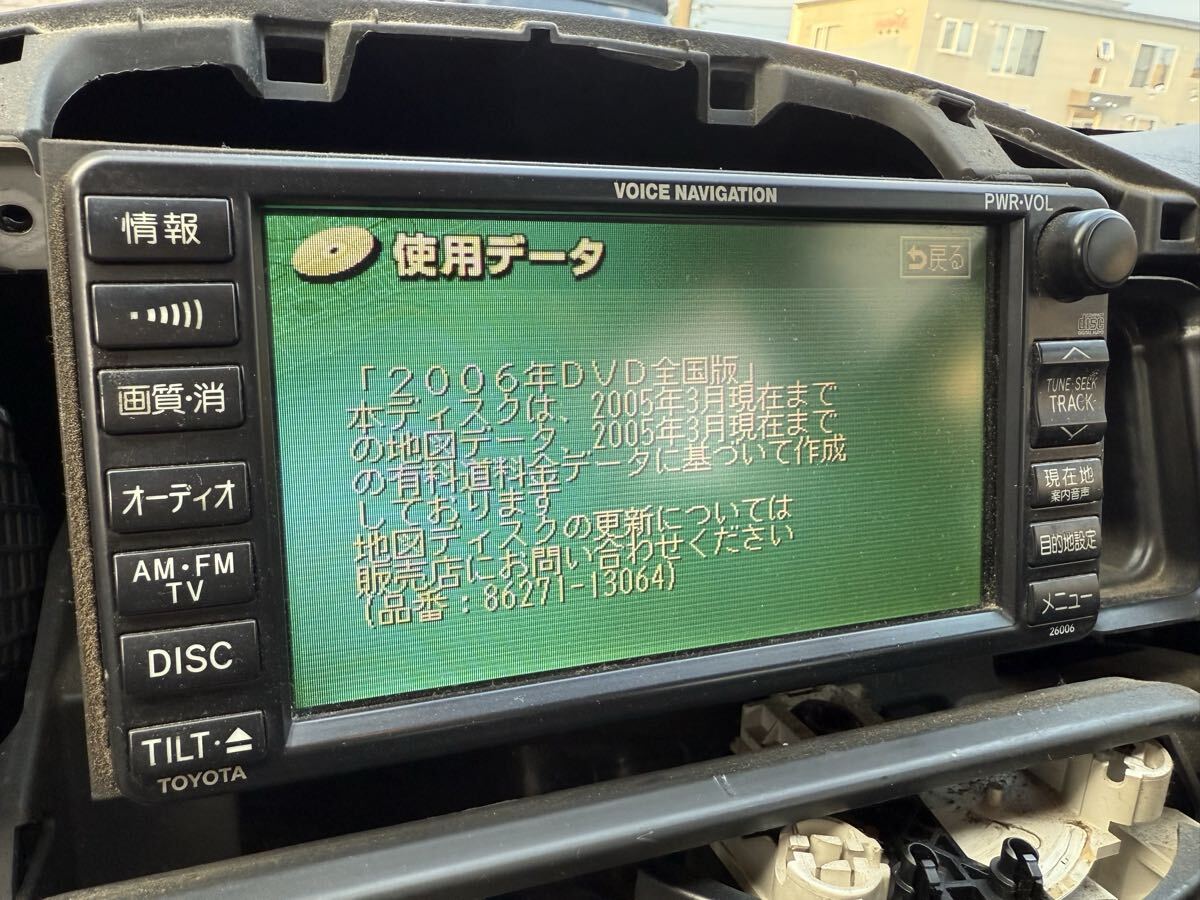 VOICE NAVIGATION
PWR・VOL
情報
画質・消
オーディオ
AM・FM
TV
DISC
TILT・
TOYOTA
使用データ
戻る
「2006年DVD全国版」
本ディスクは、2005年3月現在まで
の地図データ、2005年3月現在まで
の有料道料金データに基づいて作成
しております
地図ディスクの更新については
販売店にお問い合わせください
(品番:86271-13064)
disc
TUNE・SEEK
TRACK
現在地
案内音声
目的地設定
メニュー
26006